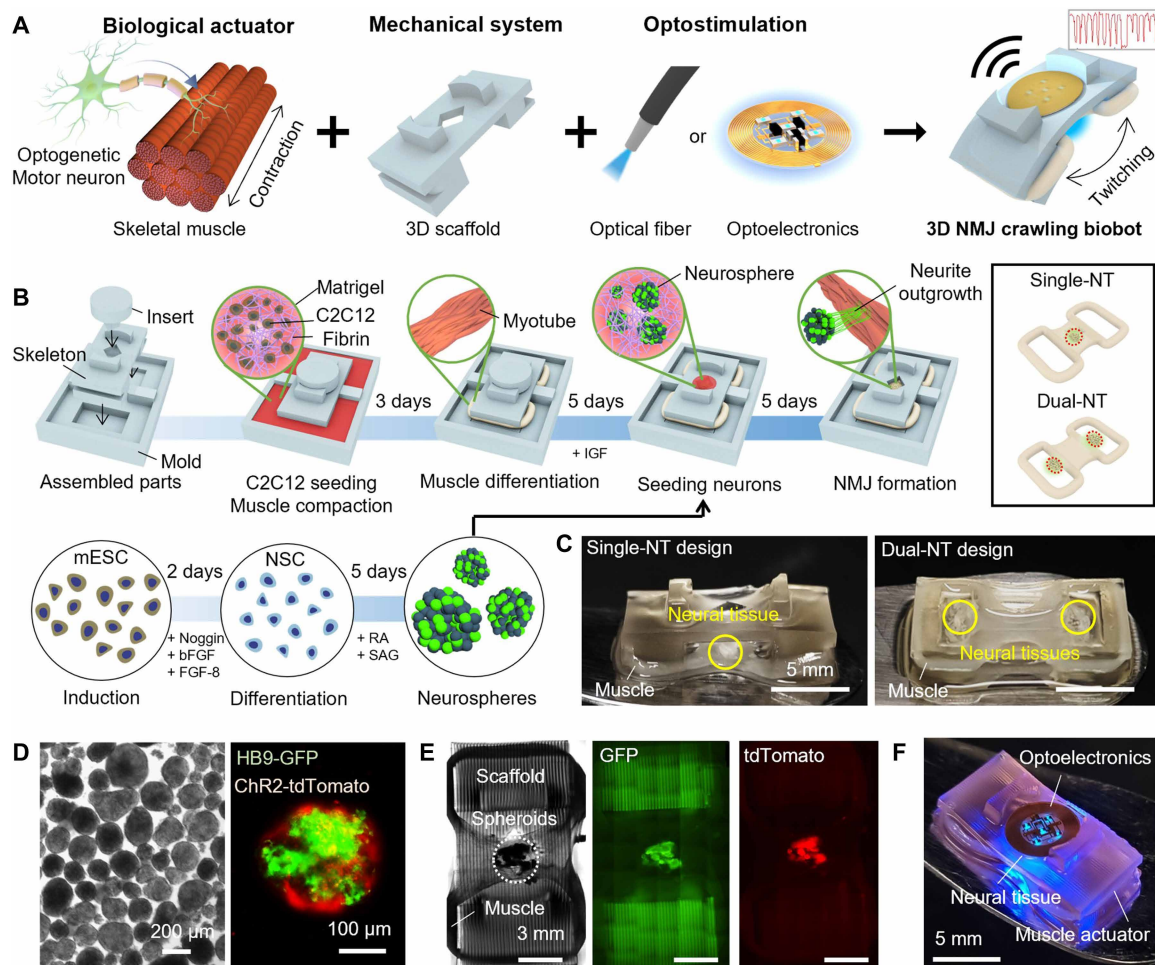 A
Biological actuator
Mechanical system
Optostimulation
Optogenetic
Motor neuron
Contraction
Skeletal muscle
+
3D scaffold
+
Optical fiber
or
Optoelectronics
Twitching
3D NMJ crawling biobot
B
Insert
Skeleton
Mold
Assembled parts
Matrigel
C2C12
Fibrin
C2C12 seeding
Muscle compaction
3 days
Myotube
Muscle differentiation
5 days
+ IGF
Neurosphere
Seeding neurons
5 days
Neurite
outgrowth
NMJ formation
Single-NT
Dual-NT
mESC
Induction
2 days
+ Noggin
+ bFGF
+ FGF-8
NSC
Differentiation
5 days
+ RA
+ SAG
Neurospheres
C
Single-NT design
Neural tissue
Muscle
5 mm
Dual-NT design
Neural tissues
Muscle
D
200 µm
HB9-GFP
ChR2-tdTomato
100 µm
E
Scaffold
Spheroids
Muscle
3 mm
GFP
tdTomato
F
Optoelectronics
Neural tissue
Muscle actuator
5 mm